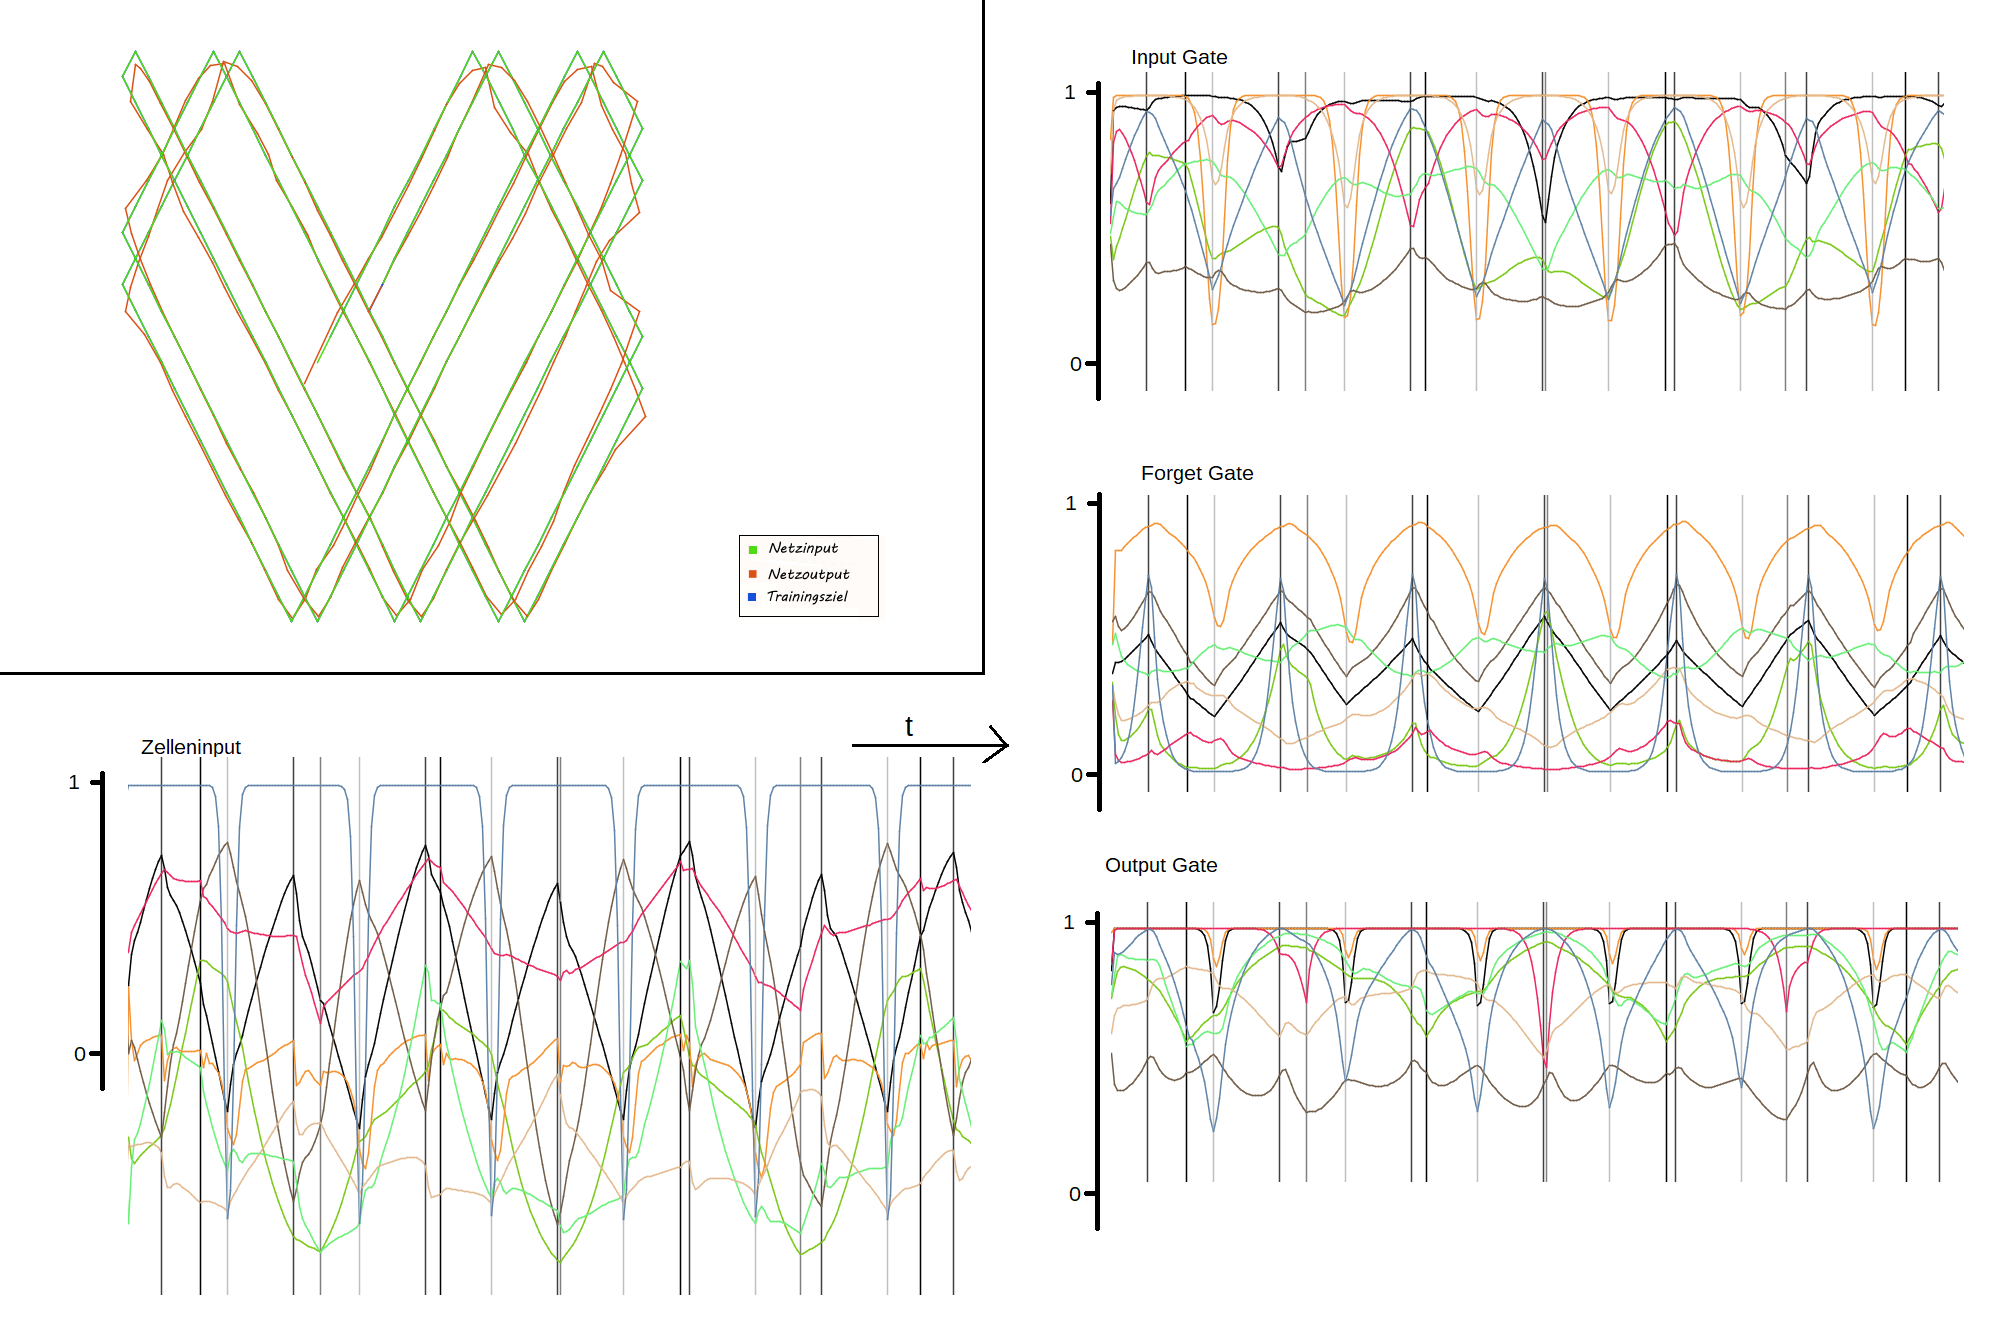 Netzinput
Netzoutput
Trainingsziel
Zelleninput
1
0
t
Input Gate
1
0
Forget Gate
1
0
Output Gate
1
0